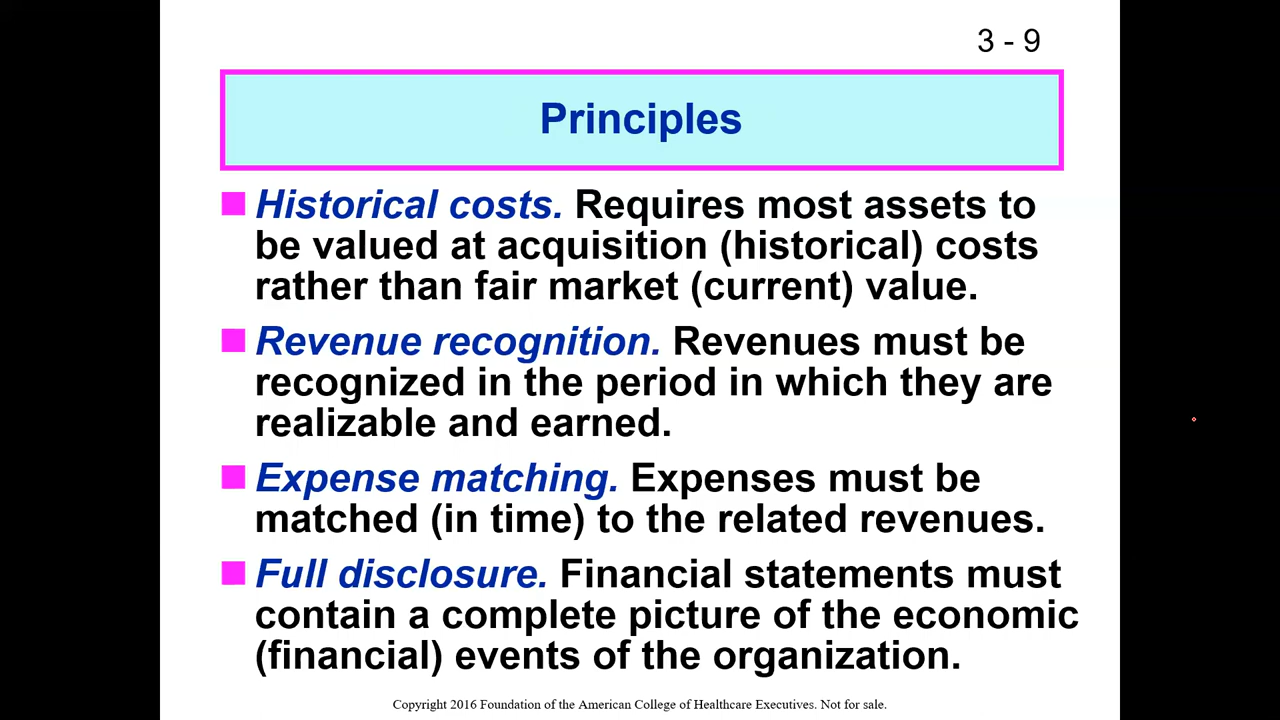 3 - 9
Principles
Historical costs. Requires most assets to
be valued at acquisition (historical) costs
rather than fair market (current) value.
Revenue recognition. Revenues must be
recognized in the period in which they are
realizable and earned.
Expense matching. Expenses must be
matched (in time) to the related revenues.
Full disclosure. Financial statements must
contain a complete picture of the economic
(financial) events of the organization.
Copyright 2016 Foundation of the American College of Healthcare Executives. Not for sale.